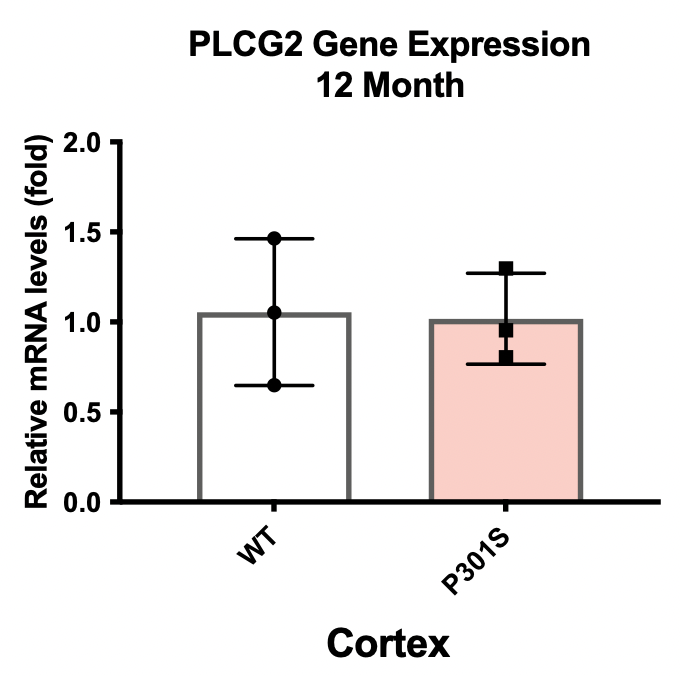 PLCG2 Gene Expression
12 Month
Relative mRNA levels (fold)
2.0
1.5
1.0
0.5
0.0
WT
P301S
Cortex